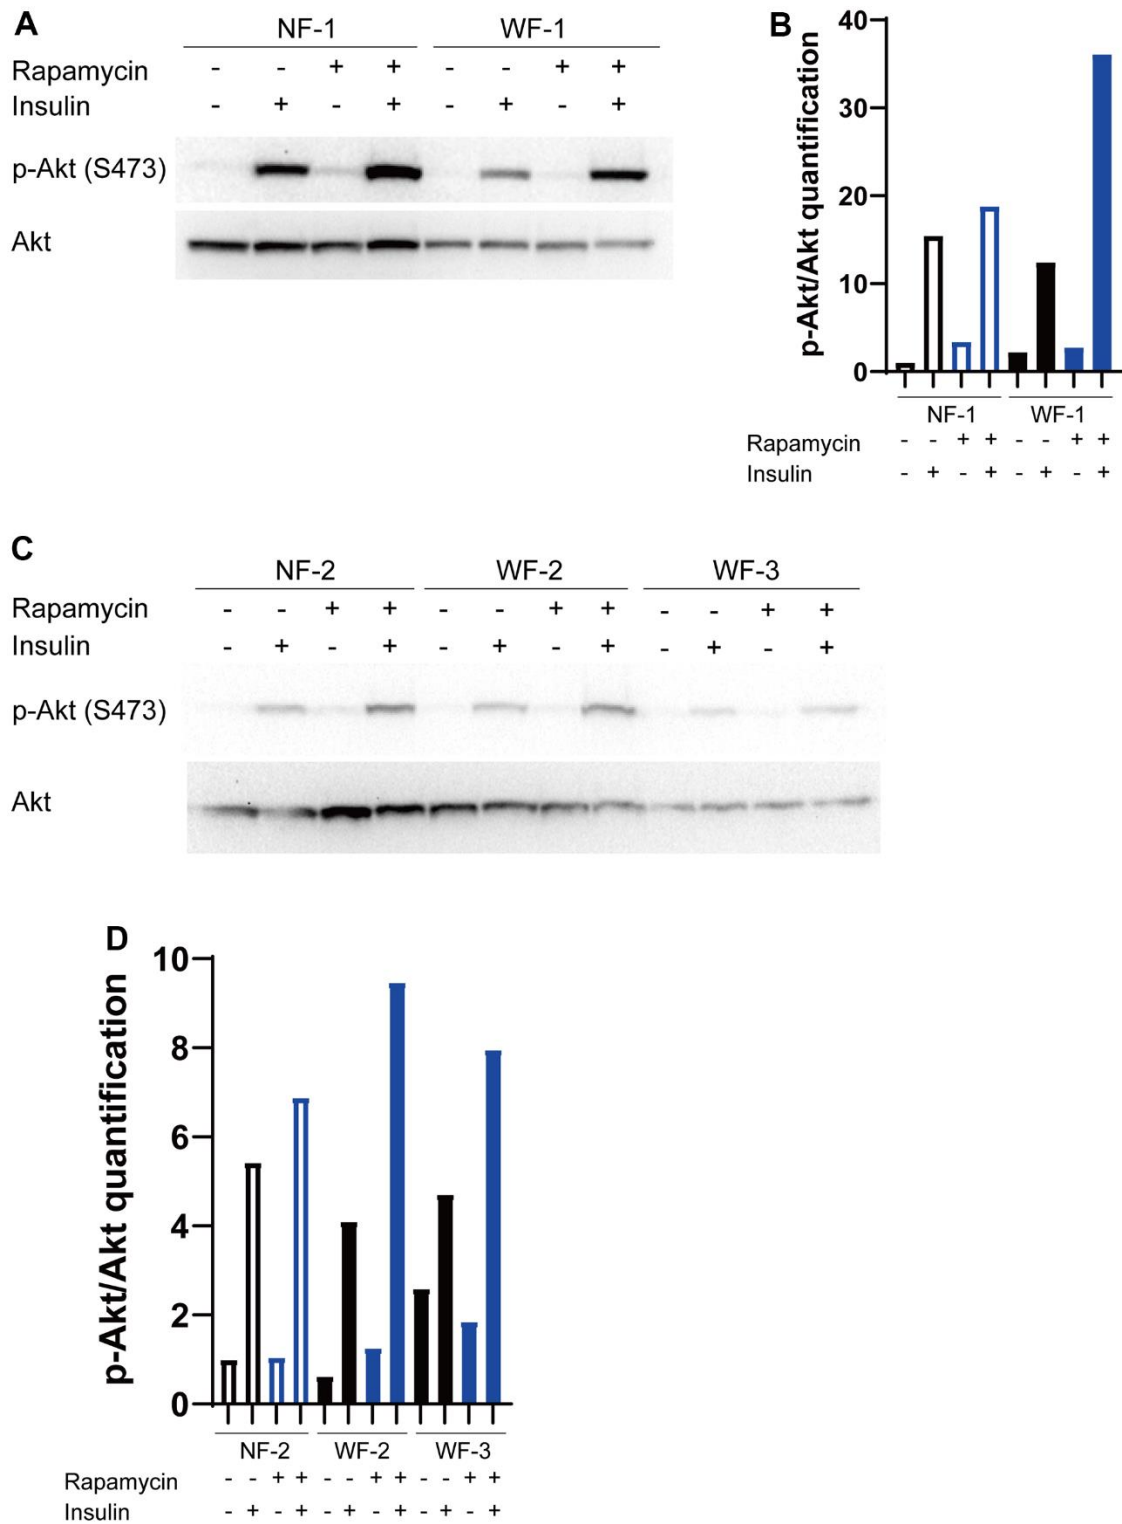 A
NF-1 WF-1
Rapamycin - - + + - - + +
Insulin - + - + - + - +
p-Akt (S473)
Akt
B
p-Akt/Akt quantification
40
30
20
10
0
NF-1 WF-1
Rapamycin - - + + - - + +
Insulin - + - + - + - +
C
NF-2 WF-2 WF-3
Rapamycin - - + + - - + + - - + +
Insulin - + - + - + - + - + - +
p-Akt (S473)
Akt
D
p-Akt/Akt quantification
10
8
6
4
2
0
NF-2 WF-2 WF-3
Rapamycin - - + + - - + + - - + +
Insulin - + - + - + - + - + - +